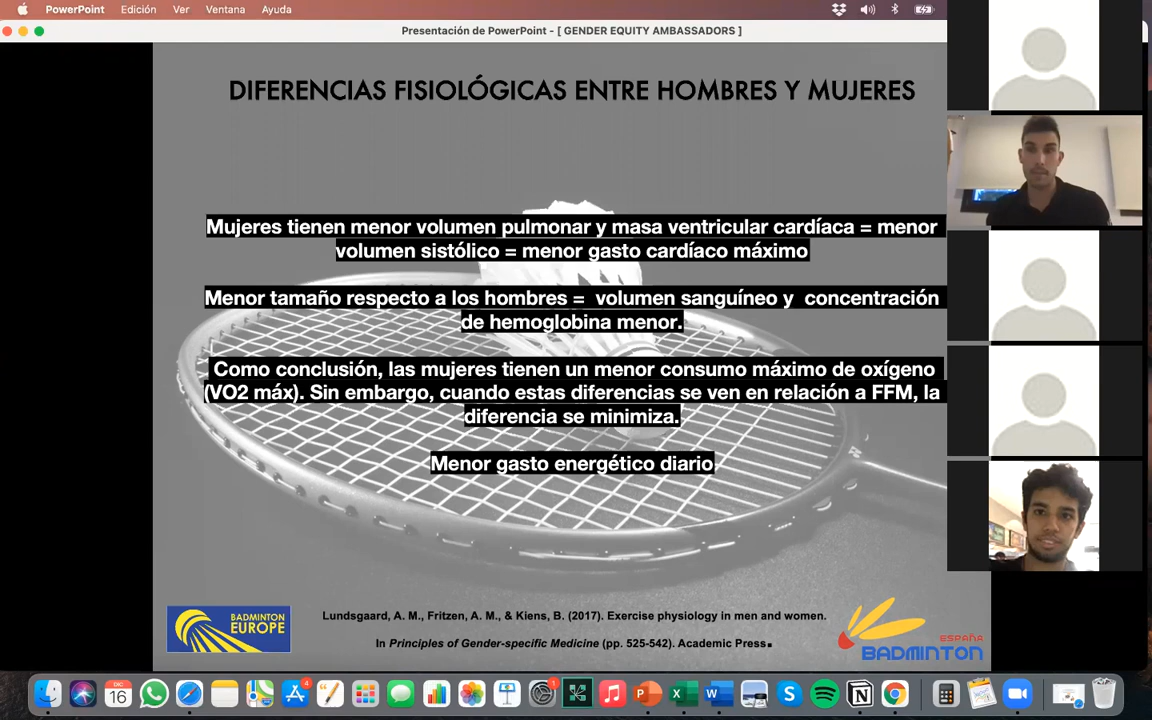 PowerPoint Edición Ver Ventana Ayuda
Presentación de PowerPoint - [ GENDER EQUITY AMBASSADORS ]
DIFERENCIAS FISIOLÓGICAS ENTRE HOMBRES Y MUJERES
Mujeres tienen menor volumen pulmonar y masa ventricular cardíaca = menor
volumen sistólico = menor gasto cardíaco máximo
Menor tamaño respecto a los hombres = volumen sanguíneo y concentración
de hemoglobina menor.
Como conclusión, las mujeres tienen un menor consumo máximo de oxígeno
(VO2 máx). Sin embargo, cuando estas diferencias se ven en relación a FFM, la
diferencia se minimiza.
Menor gasto energético diario
Lundsgaard, A. M., Fritzen, A. M., & Kiens, B. (2017). Exercise physiology in men and women.
In Principles of Gender-specific Medicine (pp. 525-542). Academic Press.
BADMINTON
EUROPE
ESPAÑA
BADMINTON
DIC
16
4
1
P
X
W
S
N